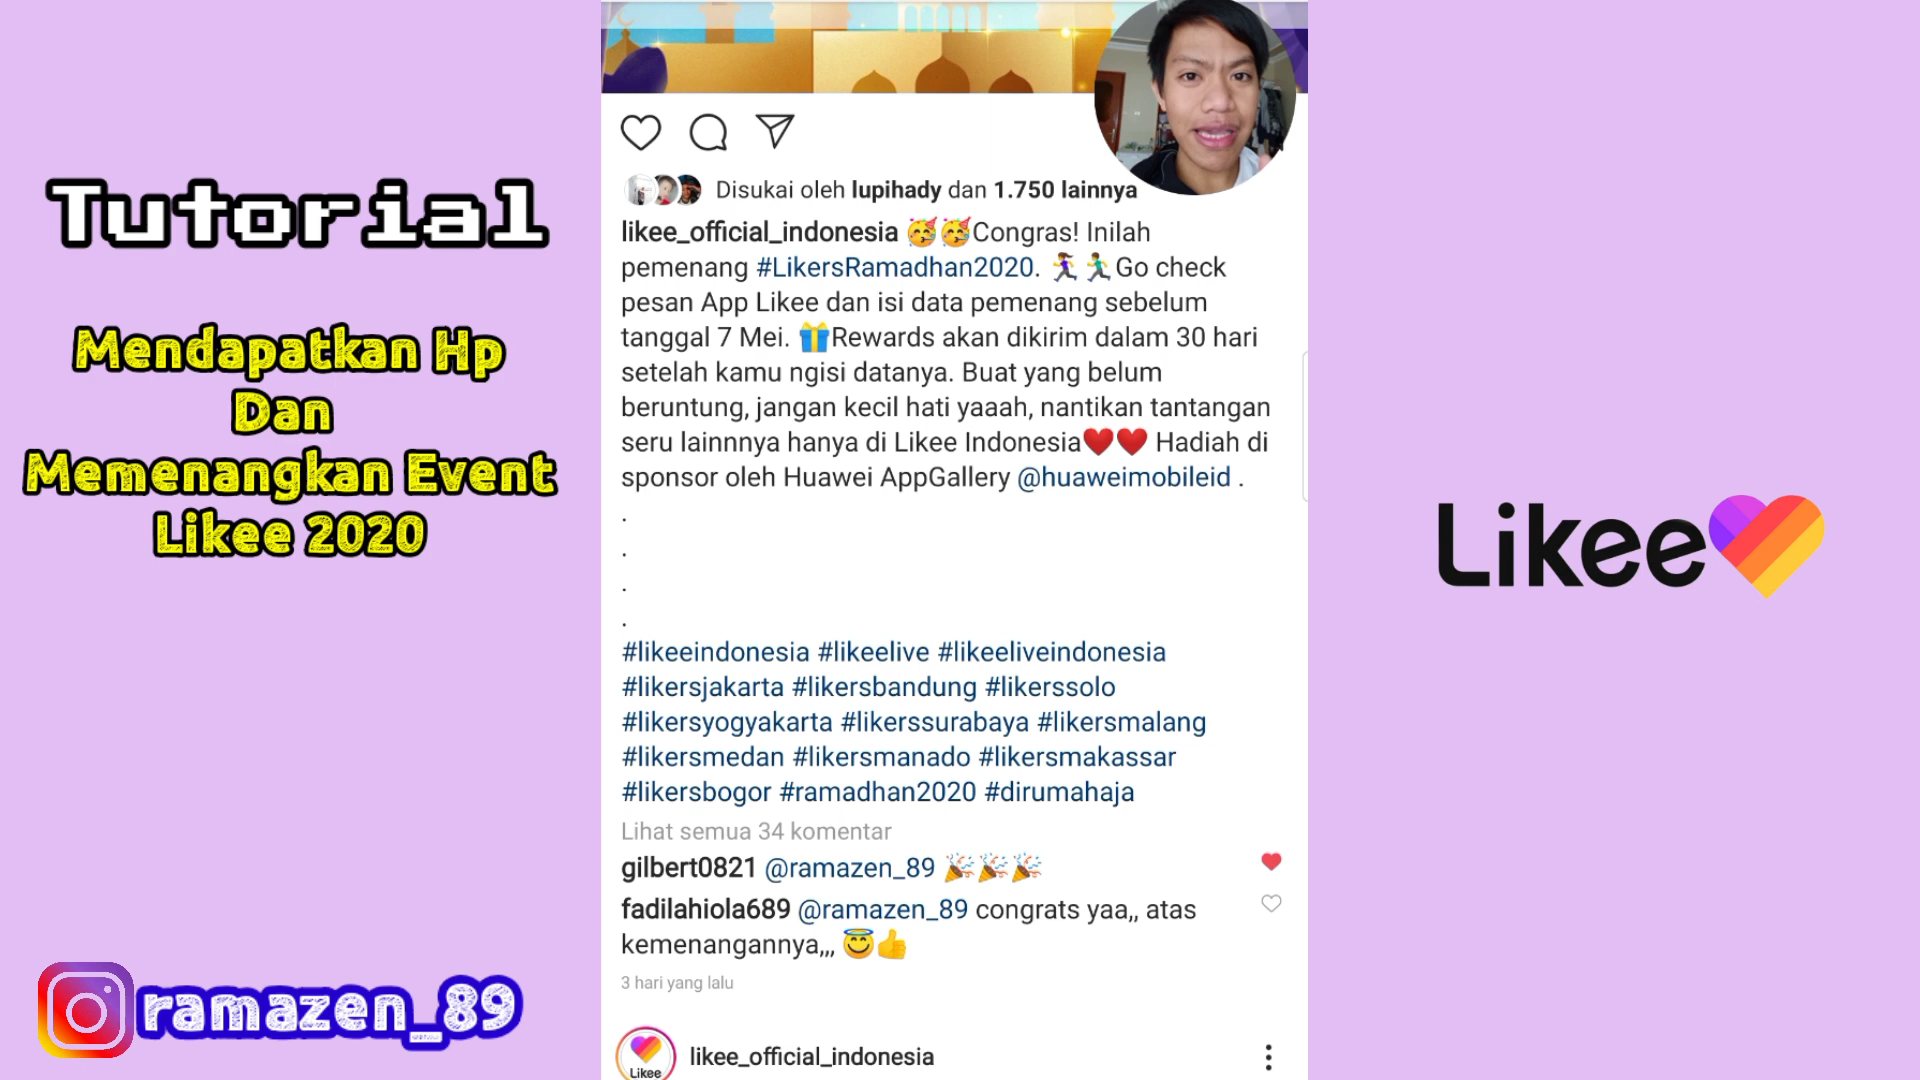 Tutorial
Mendapatkan Hp
Dan
Memenangkan Event
Likee 2020
ramazen_89
Disukai oleh lupihady dan 1.750 lainnya
likee_official_indonesia 🥳🥳Congras! Inilah
pemenang #LikersRamadhan2020. 🏃‍♀️🏃‍♂️Go check
pesan App Likee dan isi data pemenang sebelum
tanggal 7 Mei. 🎁Rewards akan dikirim dalam 30 hari
setelah kamu ngisi datanya. Buat yang belum
beruntung, jangan kecil hati yaaah, nantikan tantangan
seru lainnnya hanya di Likee Indonesia❤️❤️ Hadiah di
sponsor oleh Huawei AppGallery @huaweimobileid .
.
.
.
.
#likeeindonesia #likeelive #likeeliveindonesia
#likersjakarta #likersbandung #likerssolo
#likersyogyakarta #likerssurabaya #likersmalang
#likersmedan #likersmanado #likersmakassar
#likersbogor #ramadhan2020 #dirumahaja
Lihat semua 34 komentar
gilbert0821 @ramazen_89 🎉🎉🎉
fadilahiola689 @ramazen_89 congrats yaa,, atas
kemenangannya,,, 😇👍
3 hari yang lalu
Likee
likee_official_indonesia
Likee